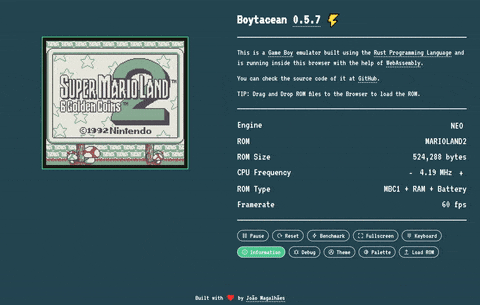 SUPER MARIO LAND 2
6 Golden Coins
TM
©1992 Nintendo
Boytacean 0.5.7
This is a Game Boy emulator built using the Rust Programming Language and
is running inside this browser with the help of WebAssembly.
You can check the source code of it at GitHub.
TIP: Drag and Drop ROM files to the Browser to load the ROM.
Engine NEO
ROM MARIOLAND2
ROM Size 524,288 bytes
CPU Frequency - 4.19 MHz +
ROM Type MBC1 + RAM + Battery
Framerate 60 fps
Pause Reset Benchmark Fullscreen Keyboard
Information Debug Theme Palette Load ROM
Built with by João Magalhães